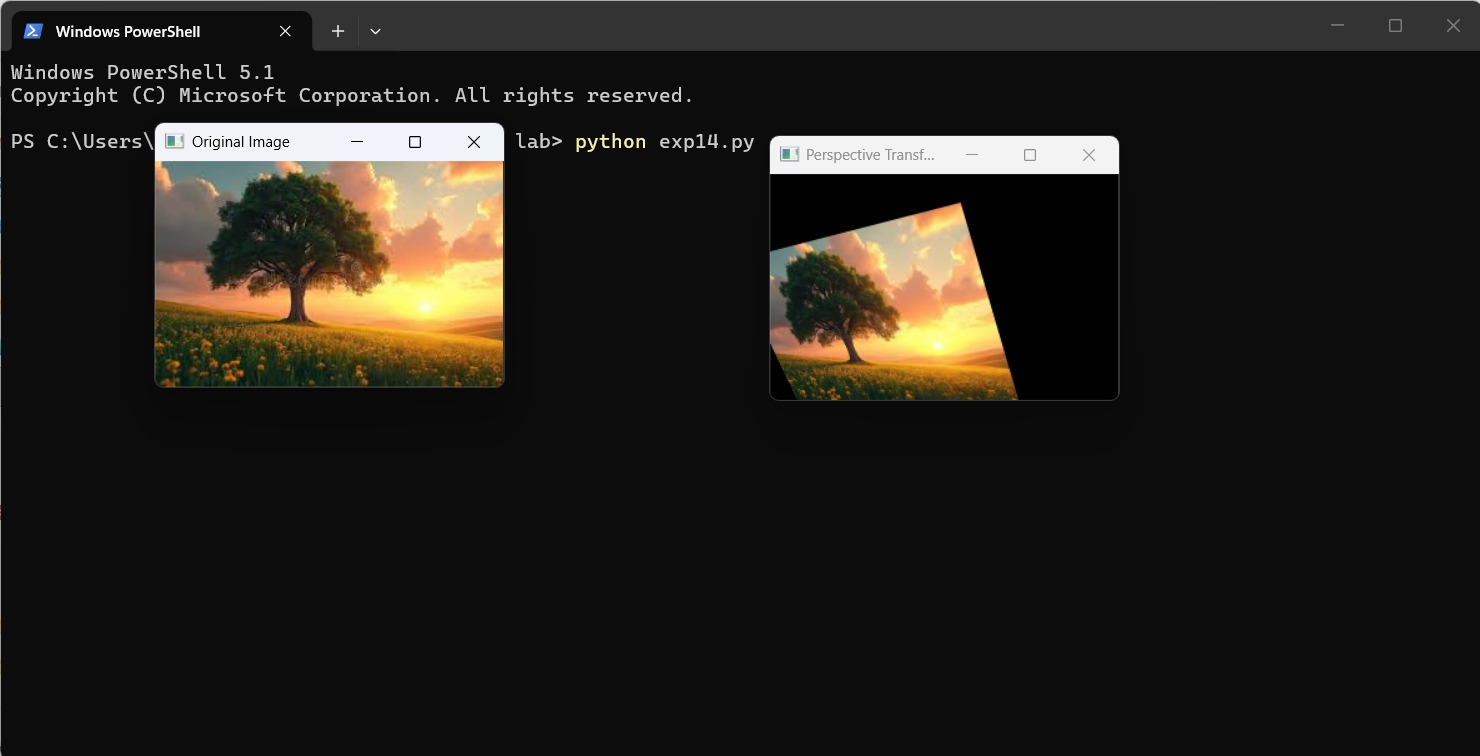 Windows PowerShell
Windows PowerShell 5.1
Copyright (C) Microsoft Corporation. All rights reserved.
PS C:\Users\ lab> python exp14.py
Original Image
Perspective Transf...